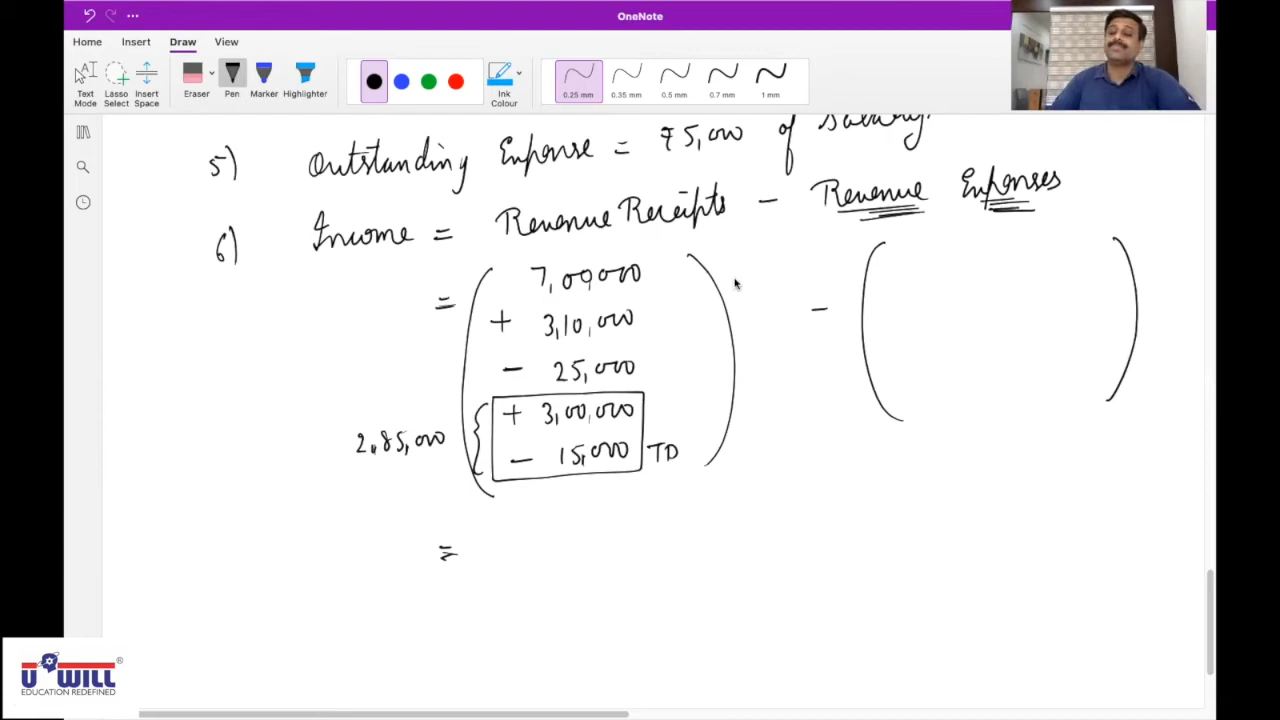 OneNote
Home Insert Draw View
Text Mode Lasso Select Insert Space Eraser Pen Marker Highlighter Ink Colour 0.25 mm 0.35 mm 0.5 mm 0.7 mm 1 mm
5) Outstanding Expense = ₹5,000 of Salary
6) Income = Revenue Receipts - Revenue Expenses
= ( 7,00,000 ) - ( )
+ 3,10,000
- 25,000
+ 3,00,000
2,85,000 {
- 15,000 TD
=
U WILL ®
EDUCATION REDEFINED